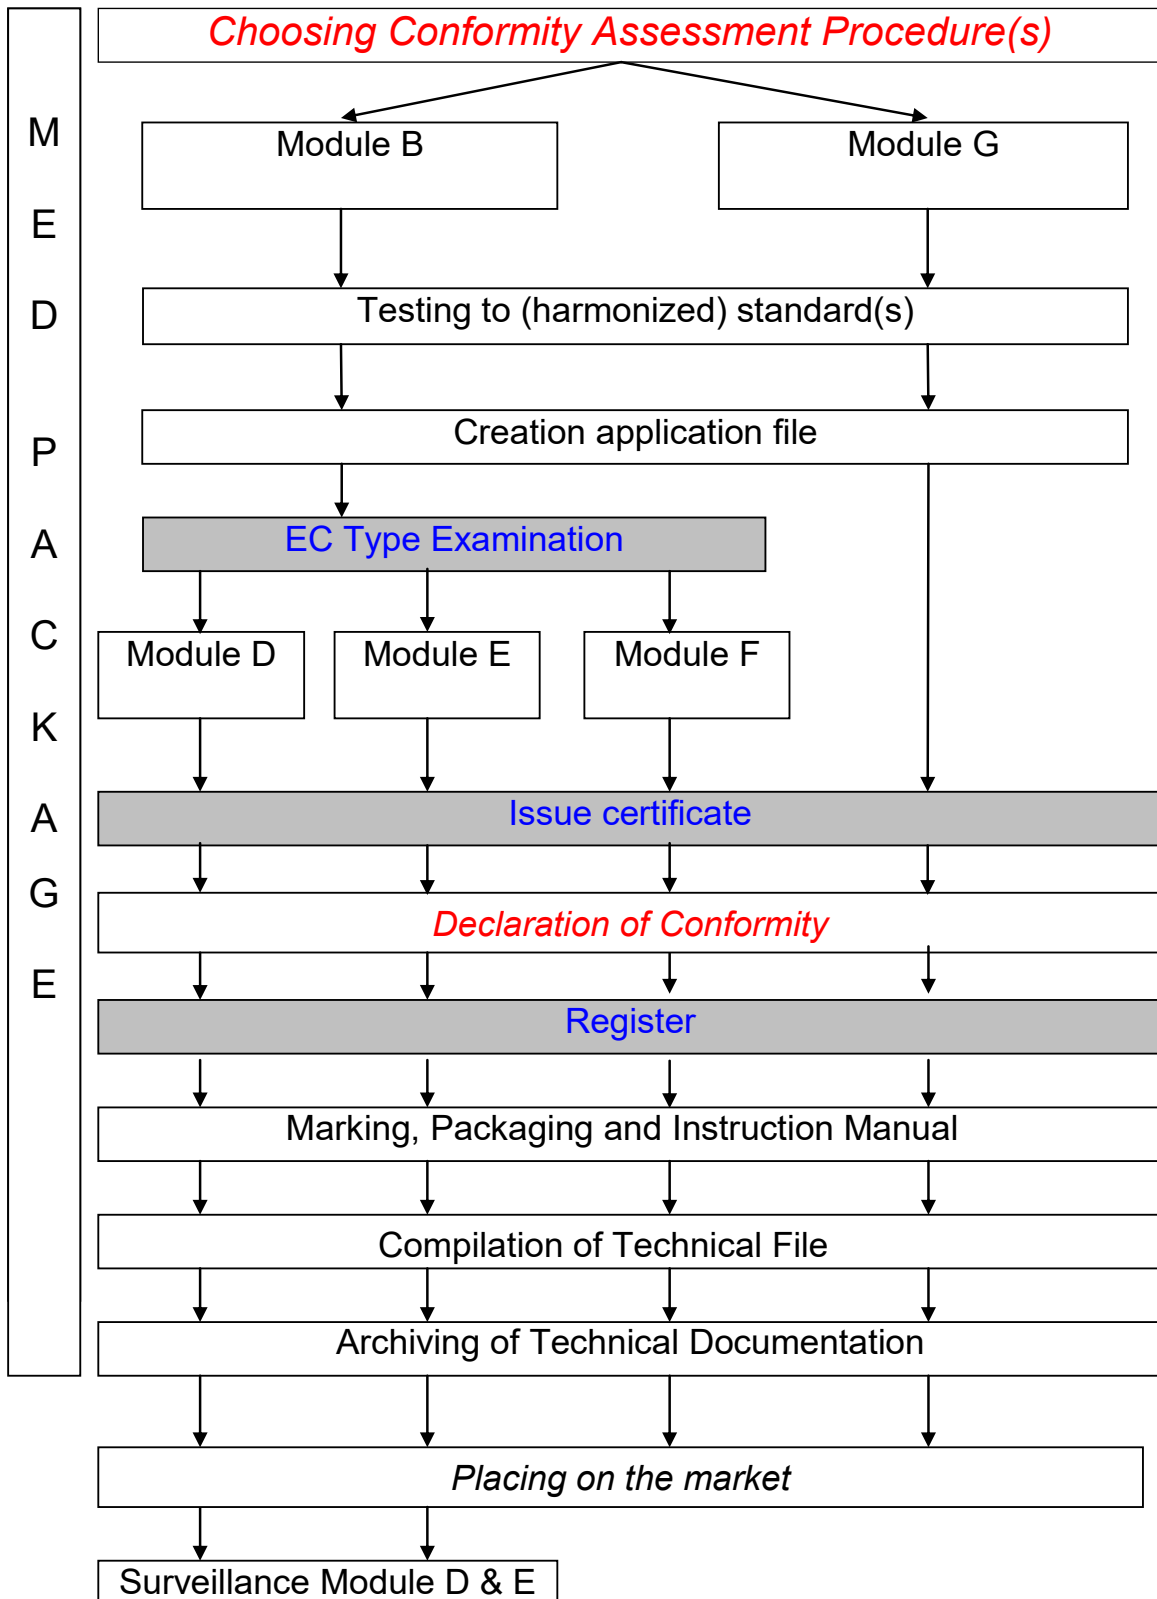 Choosing Conformity Assessment Procedure(s)
M
E
D
P
A
C
K
A
G
E
Module B
Module G
Testing to (harmonized) standard(s)
Creation application file
EC Type Examination
Module D
Module E
Module F
Issue certificate
Declaration of Conformity
Register
Marking, Packaging and Instruction Manual
Compilation of Technical File
Archiving of Technical Documentation
Placing on the market
Surveillance Module D & E